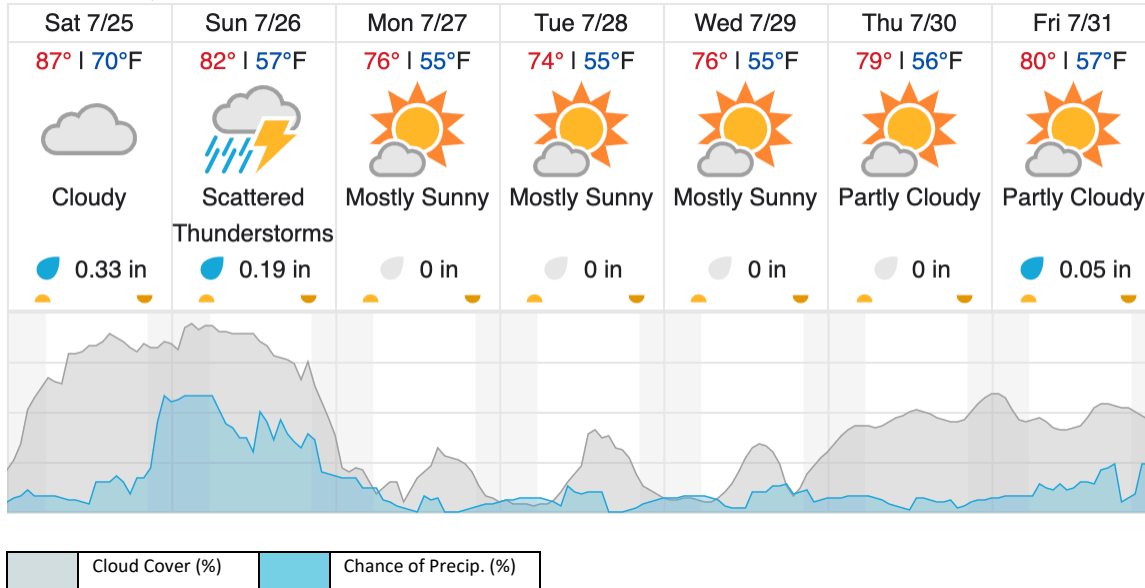 Sat 7/25 Sun 7/26 Mon 7/27 Tue 7/28 Wed 7/29 Thu 7/30 Fri 7/31
87° | 70°F 82° | 57°F 76° | 55°F 74° | 55°F 76° | 55°F 79° | 56°F 80° | 57°F
Cloudy Scattered Mostly Sunny Mostly Sunny Mostly Sunny Partly Cloudy Partly Cloudy
Thunderstorms
0.33 in 0.19 in 0 in 0 in 0 in 0 in 0.05 in
Cloud Cover (%) Chance of Precip. (%)